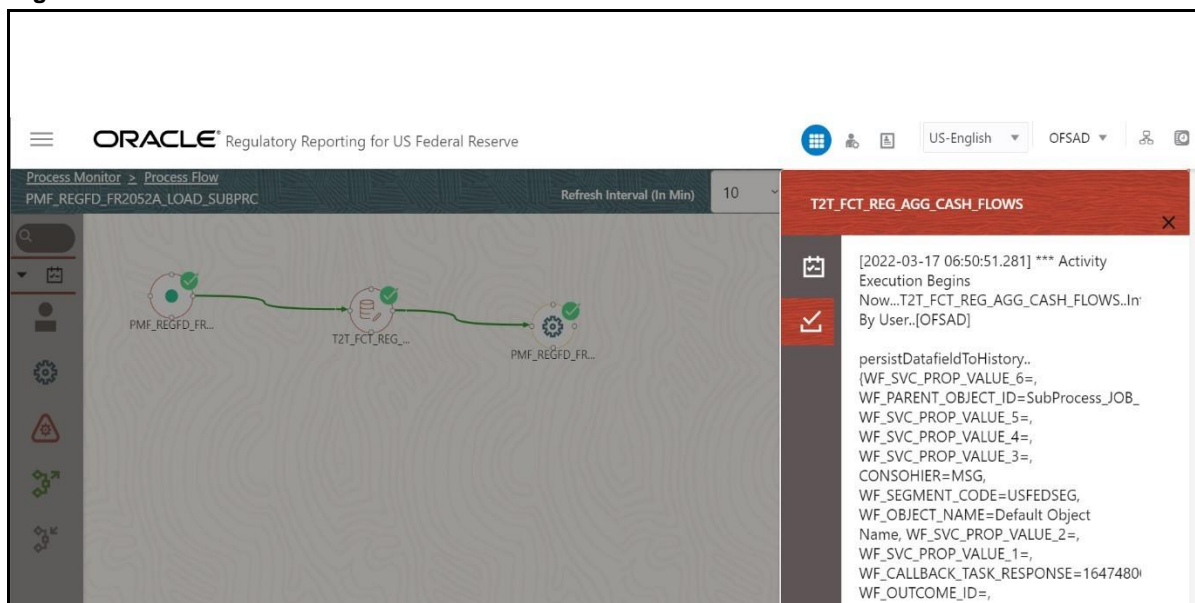 ORACLE® Regulatory Reporting for US Federal Reserve
US-English
OFSAD
Process Monitor > Process Flow
PMF_REGFD_FR2052A_LOAD_SUBPRC
Refresh Interval (In Min)
10
PMF_REGFD_FR...
T2T_FCT_REG_...
PMF_REGFD_FR...
T2T_FCT_REG_AGG_CASH_FLOWS
[2022-03-17 06:50:51.281] *** Activity
Execution Begins
Now...T2T_FCT_REG_AGG_CASH_FLOWS..In
By User..[OFSAD]
persistDatafieldToHistory..
{WF_SVC_PROP_VALUE_6=,
WF_PARENT_OBJECT_ID=SubProcess_JOB_
WF_SVC_PROP_VALUE_5=,
WF_SVC_PROP_VALUE_4=,
WF_SVC_PROP_VALUE_3=,
CONSOHIER=MSG,
WF_SEGMENT_CODE=USFEDSEG,
WF_OBJECT_NAME=Default Object
Name, WF_SVC_PROP_VALUE_2=,
WF_SVC_PROP_VALUE_1=,
WF_CALLBACK_TASK_RESPONSE=1647480
WF_OUTCOME_ID=,